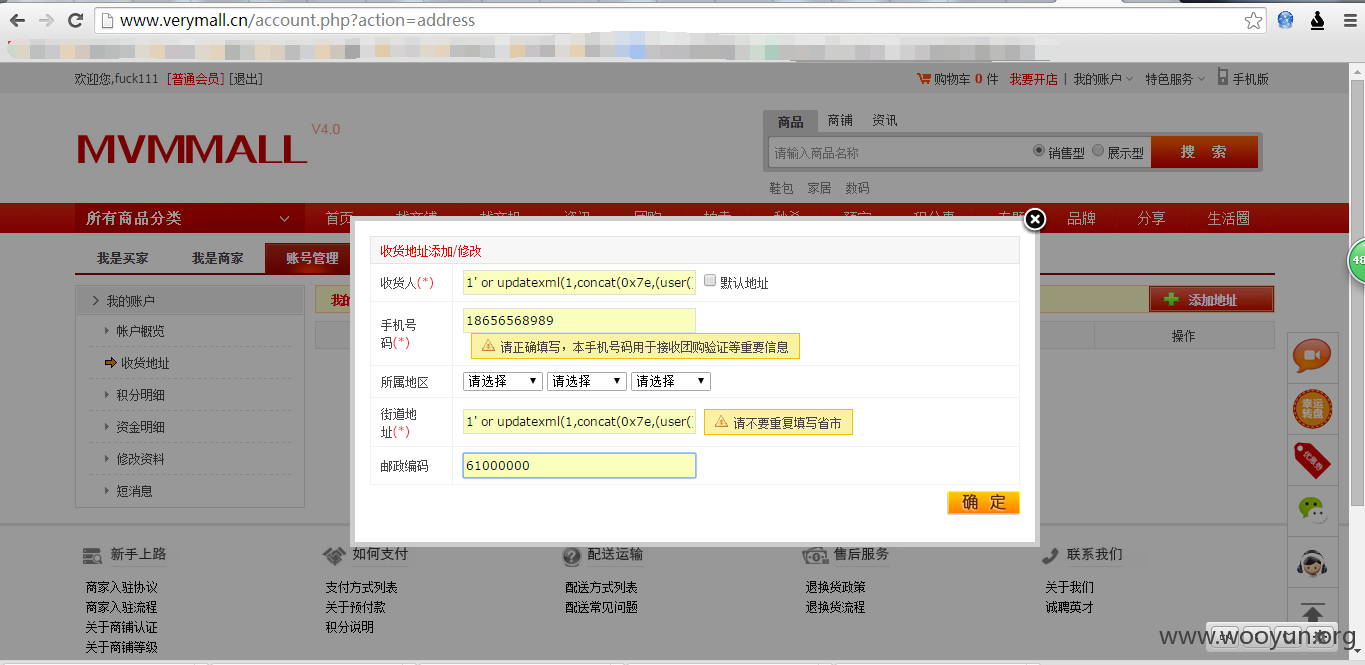 www.verymall.cn/account.php?action=address
欢迎您,fuck111 [普通会员] [退出]
购物车 0 件 我要开店 | 我的账户 特色服务 手机版
MVMMALL V4.0
商品 商铺 资讯
请输入商品名称 销售型 展示型 搜 索
鞋包 家居 数码
所有商品分类 首页 品牌 分享 生活圈
我是买家 我是商家 账号管理
收货地址添加/修改
收货人(*) 1' or updatexml(1,concat(0x7e,(user( 默认地址
手机号码(*) 18656568989
请正确填写，本手机号码用于接收团购验证等重要信息
所属地区 请选择 请选择 请选择
街道地址(*) 1' or updatexml(1,concat(0x7e,(user( 请不要重复填写省市
邮政编码 61000000
确 定
我的账户
帐户概览
收货地址
积分明细
资金明细
修改资料
短消息
添加地址
操作
48
幸运转盘
优惠券
新手上路 如何支付 配送运输 售后服务 联系我们
商家入驻协议 支付方式列表 配送方式列表 退换货政策 关于我们
商家入驻流程 关于预付款 配送常见问题 退换货流程 诚聘英才
关于商铺认证 积分说明
关于商铺等级
www.wooyun.org